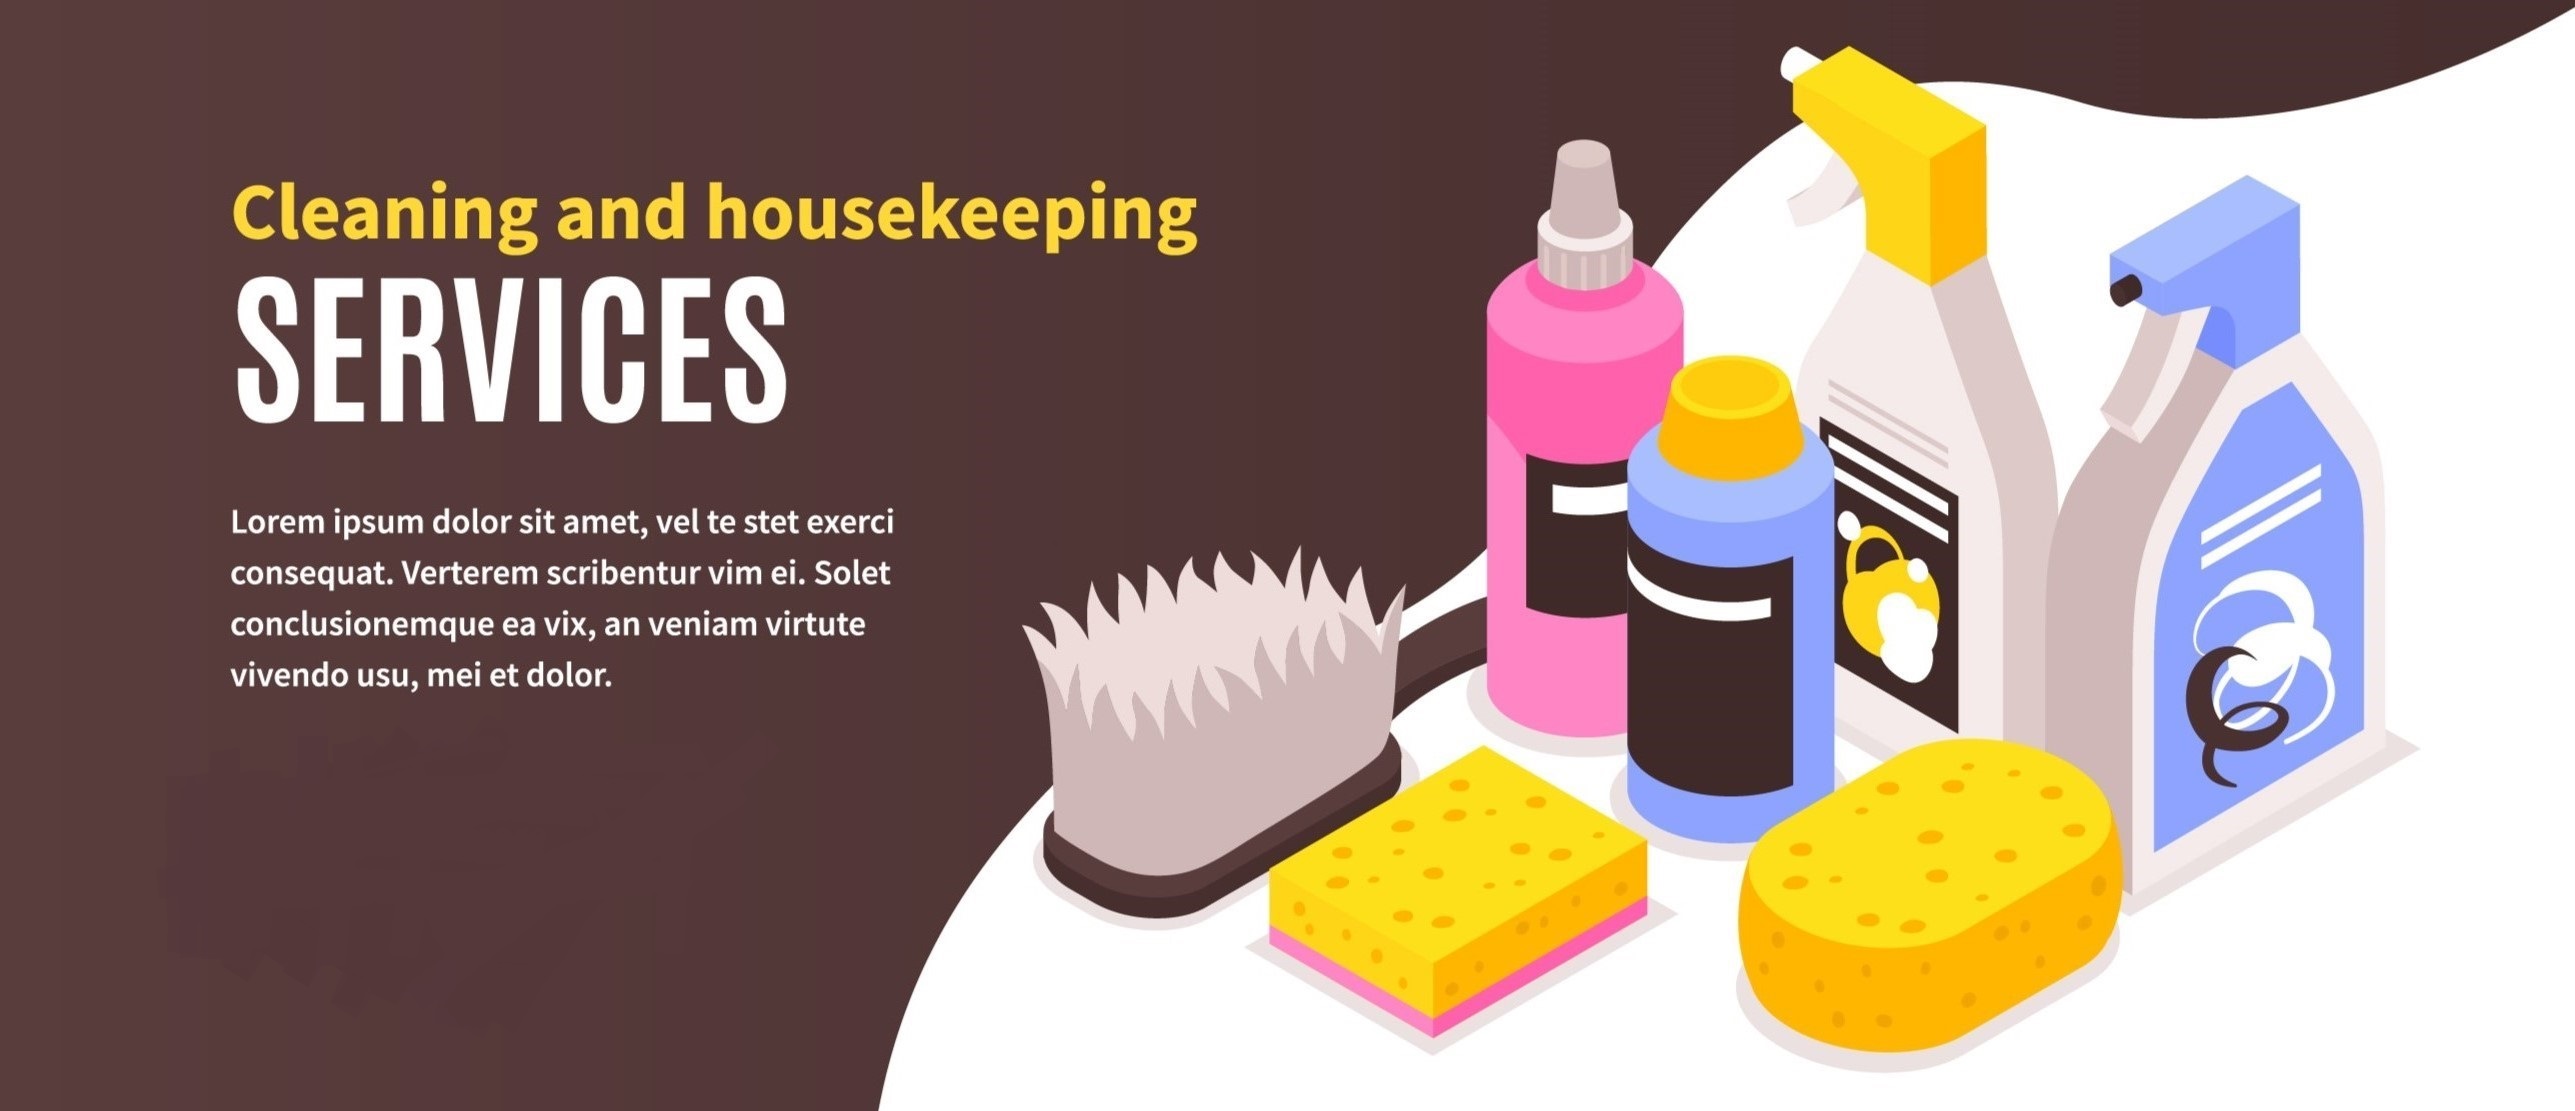 Cleaning and housekeeping
SERVICES
Lorem ipsum dolor sit amet, vel te stet exerci
consequat. Verterem scribentur vim ei. Solet
conclusionemque ea vix, an veniam virtute
vivendo usu, mei et dolor.